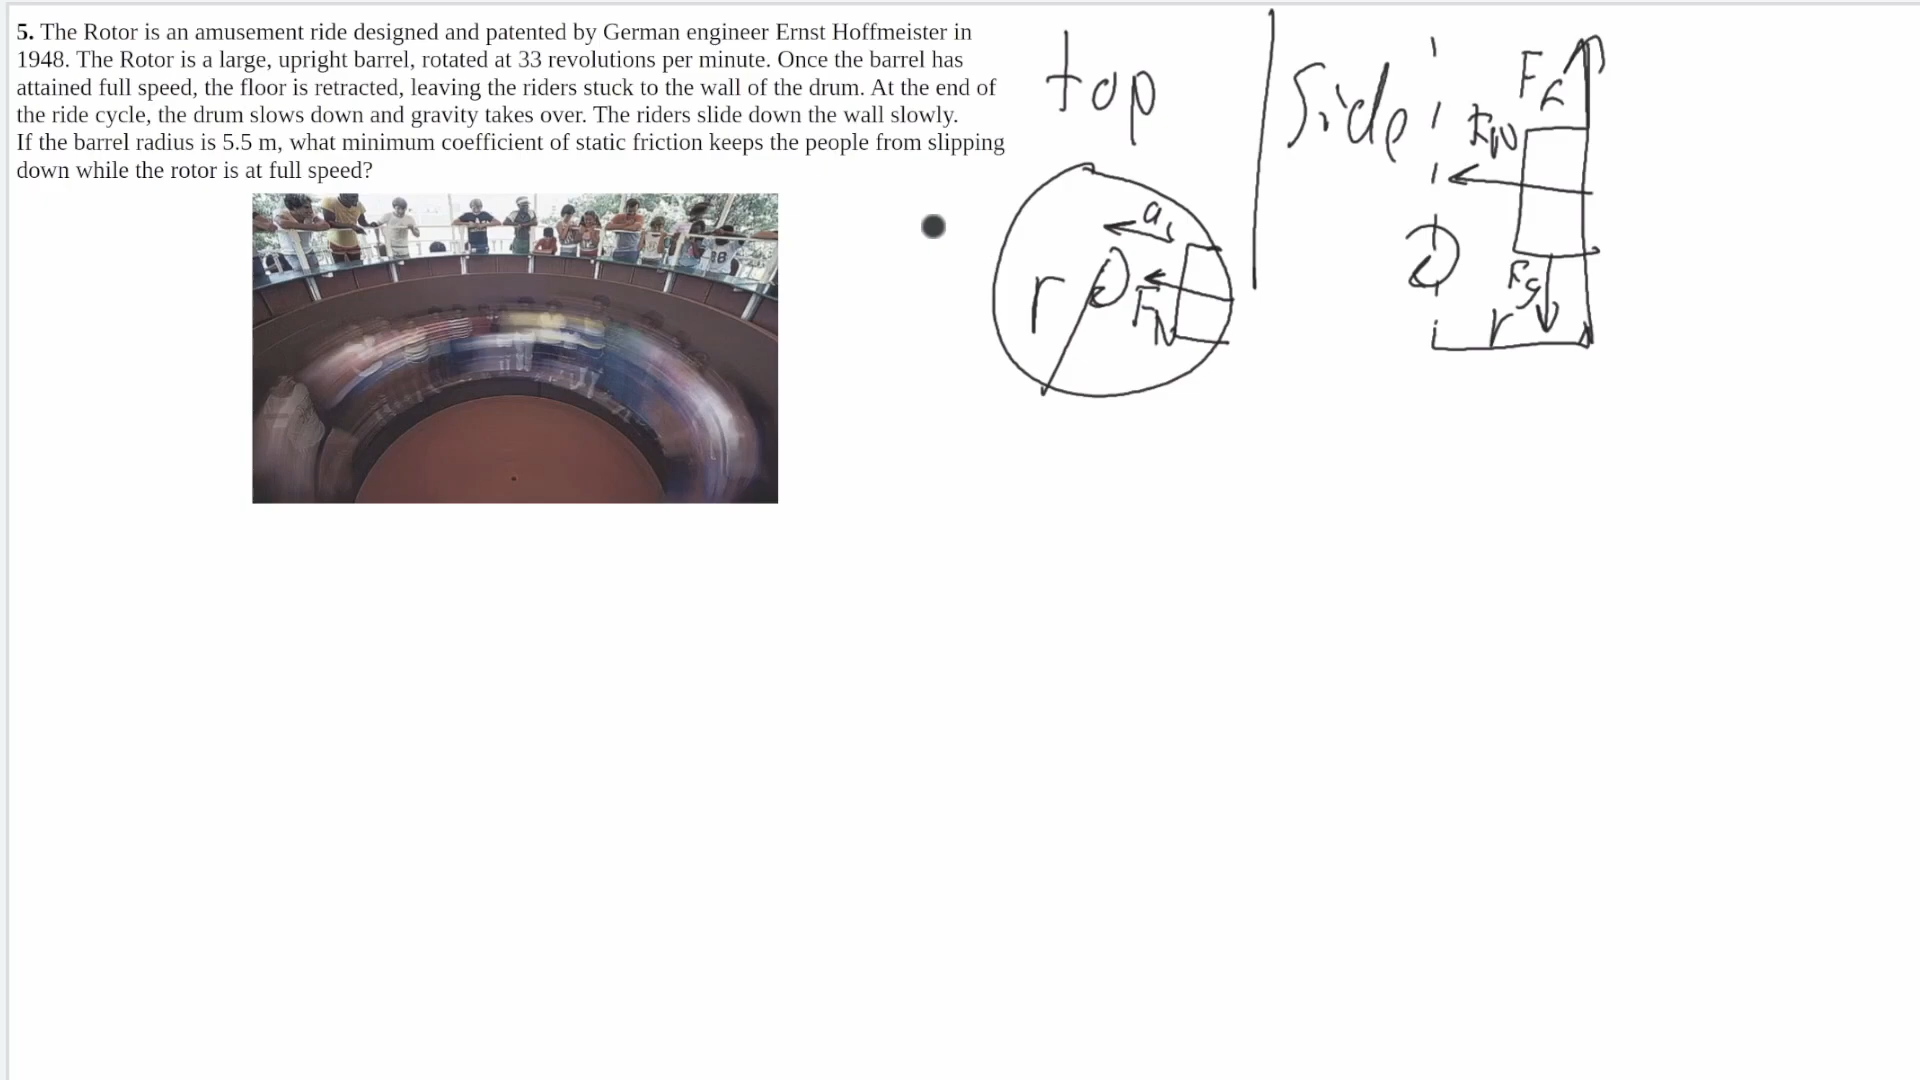 5. The Rotor is an amusement ride designed and patented by German engineer Ernst Hoffmeister in
1948. The Rotor is a large, upright barrel, rotated at 33 revolutions per minute. Once the barrel has
attained full speed, the floor is retracted, leaving the riders stuck to the wall of the drum. At the end of
the ride cycle, the drum slows down and gravity takes over. The riders slide down the wall slowly.
If the barrel radius is 5.5 m, what minimum coefficient of static friction keeps the people from slipping
down while the rotor is at full speed?
top
a
r
FN
Side
F
FN
Fg
r
88